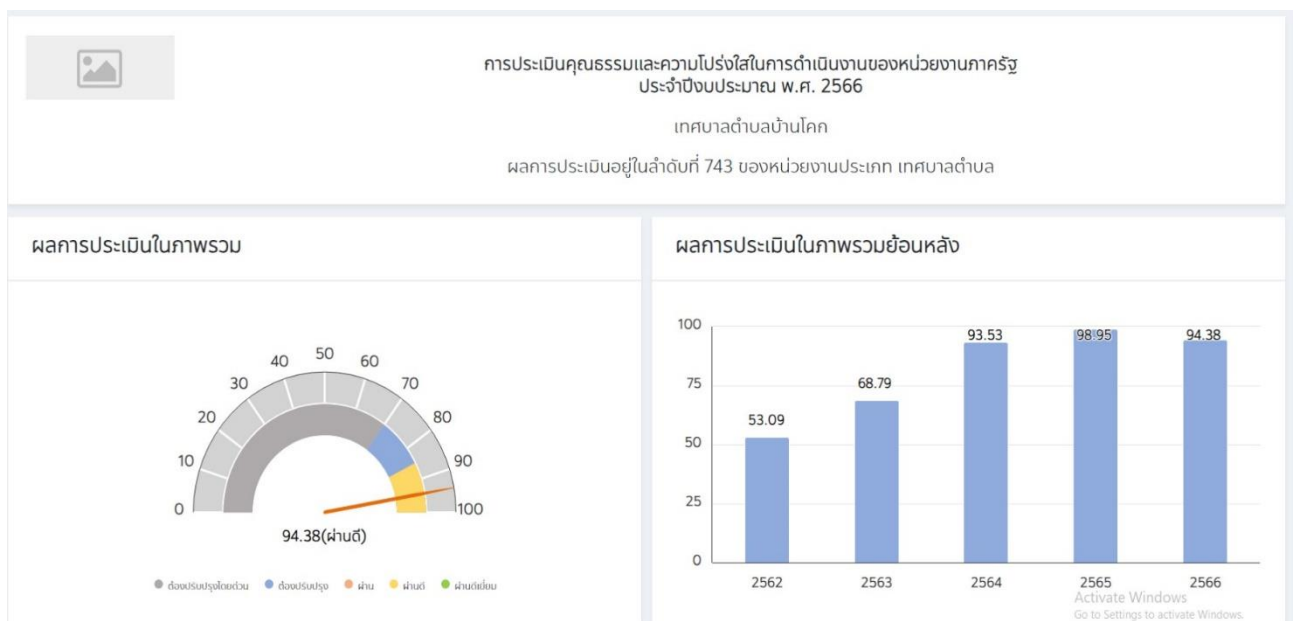 การประเมินคุณธรรมและความโปร่งใสในการดำเนินงานของหน่วยงานภาครัฐ
ประจำปีงบประมาณ พ.ศ. 2566
เทศบาลตำบลบ้านโคก
ผลการประเมินอยู่ในลำดับที่ 743 ของหน่วยงานประเภท เทศบาลตำบล
ผลการประเมินในภาพรวม
0
10
20
30
40
50
60
70
80
90
100
94.38(ผ่านดี)
ต้องปรับปรุงโดยด่วน ต้องปรับปรุง ผ่าน ผ่านดี ผ่านดีเยี่ยม
ผลการประเมินในภาพรวมย้อนหลัง
100
75
50
25
0
53.09
68.79
93.53
98.95
94.38
2562 2563 2564 2565 2566
Activate Windows
Go to Settings to activate Windows.